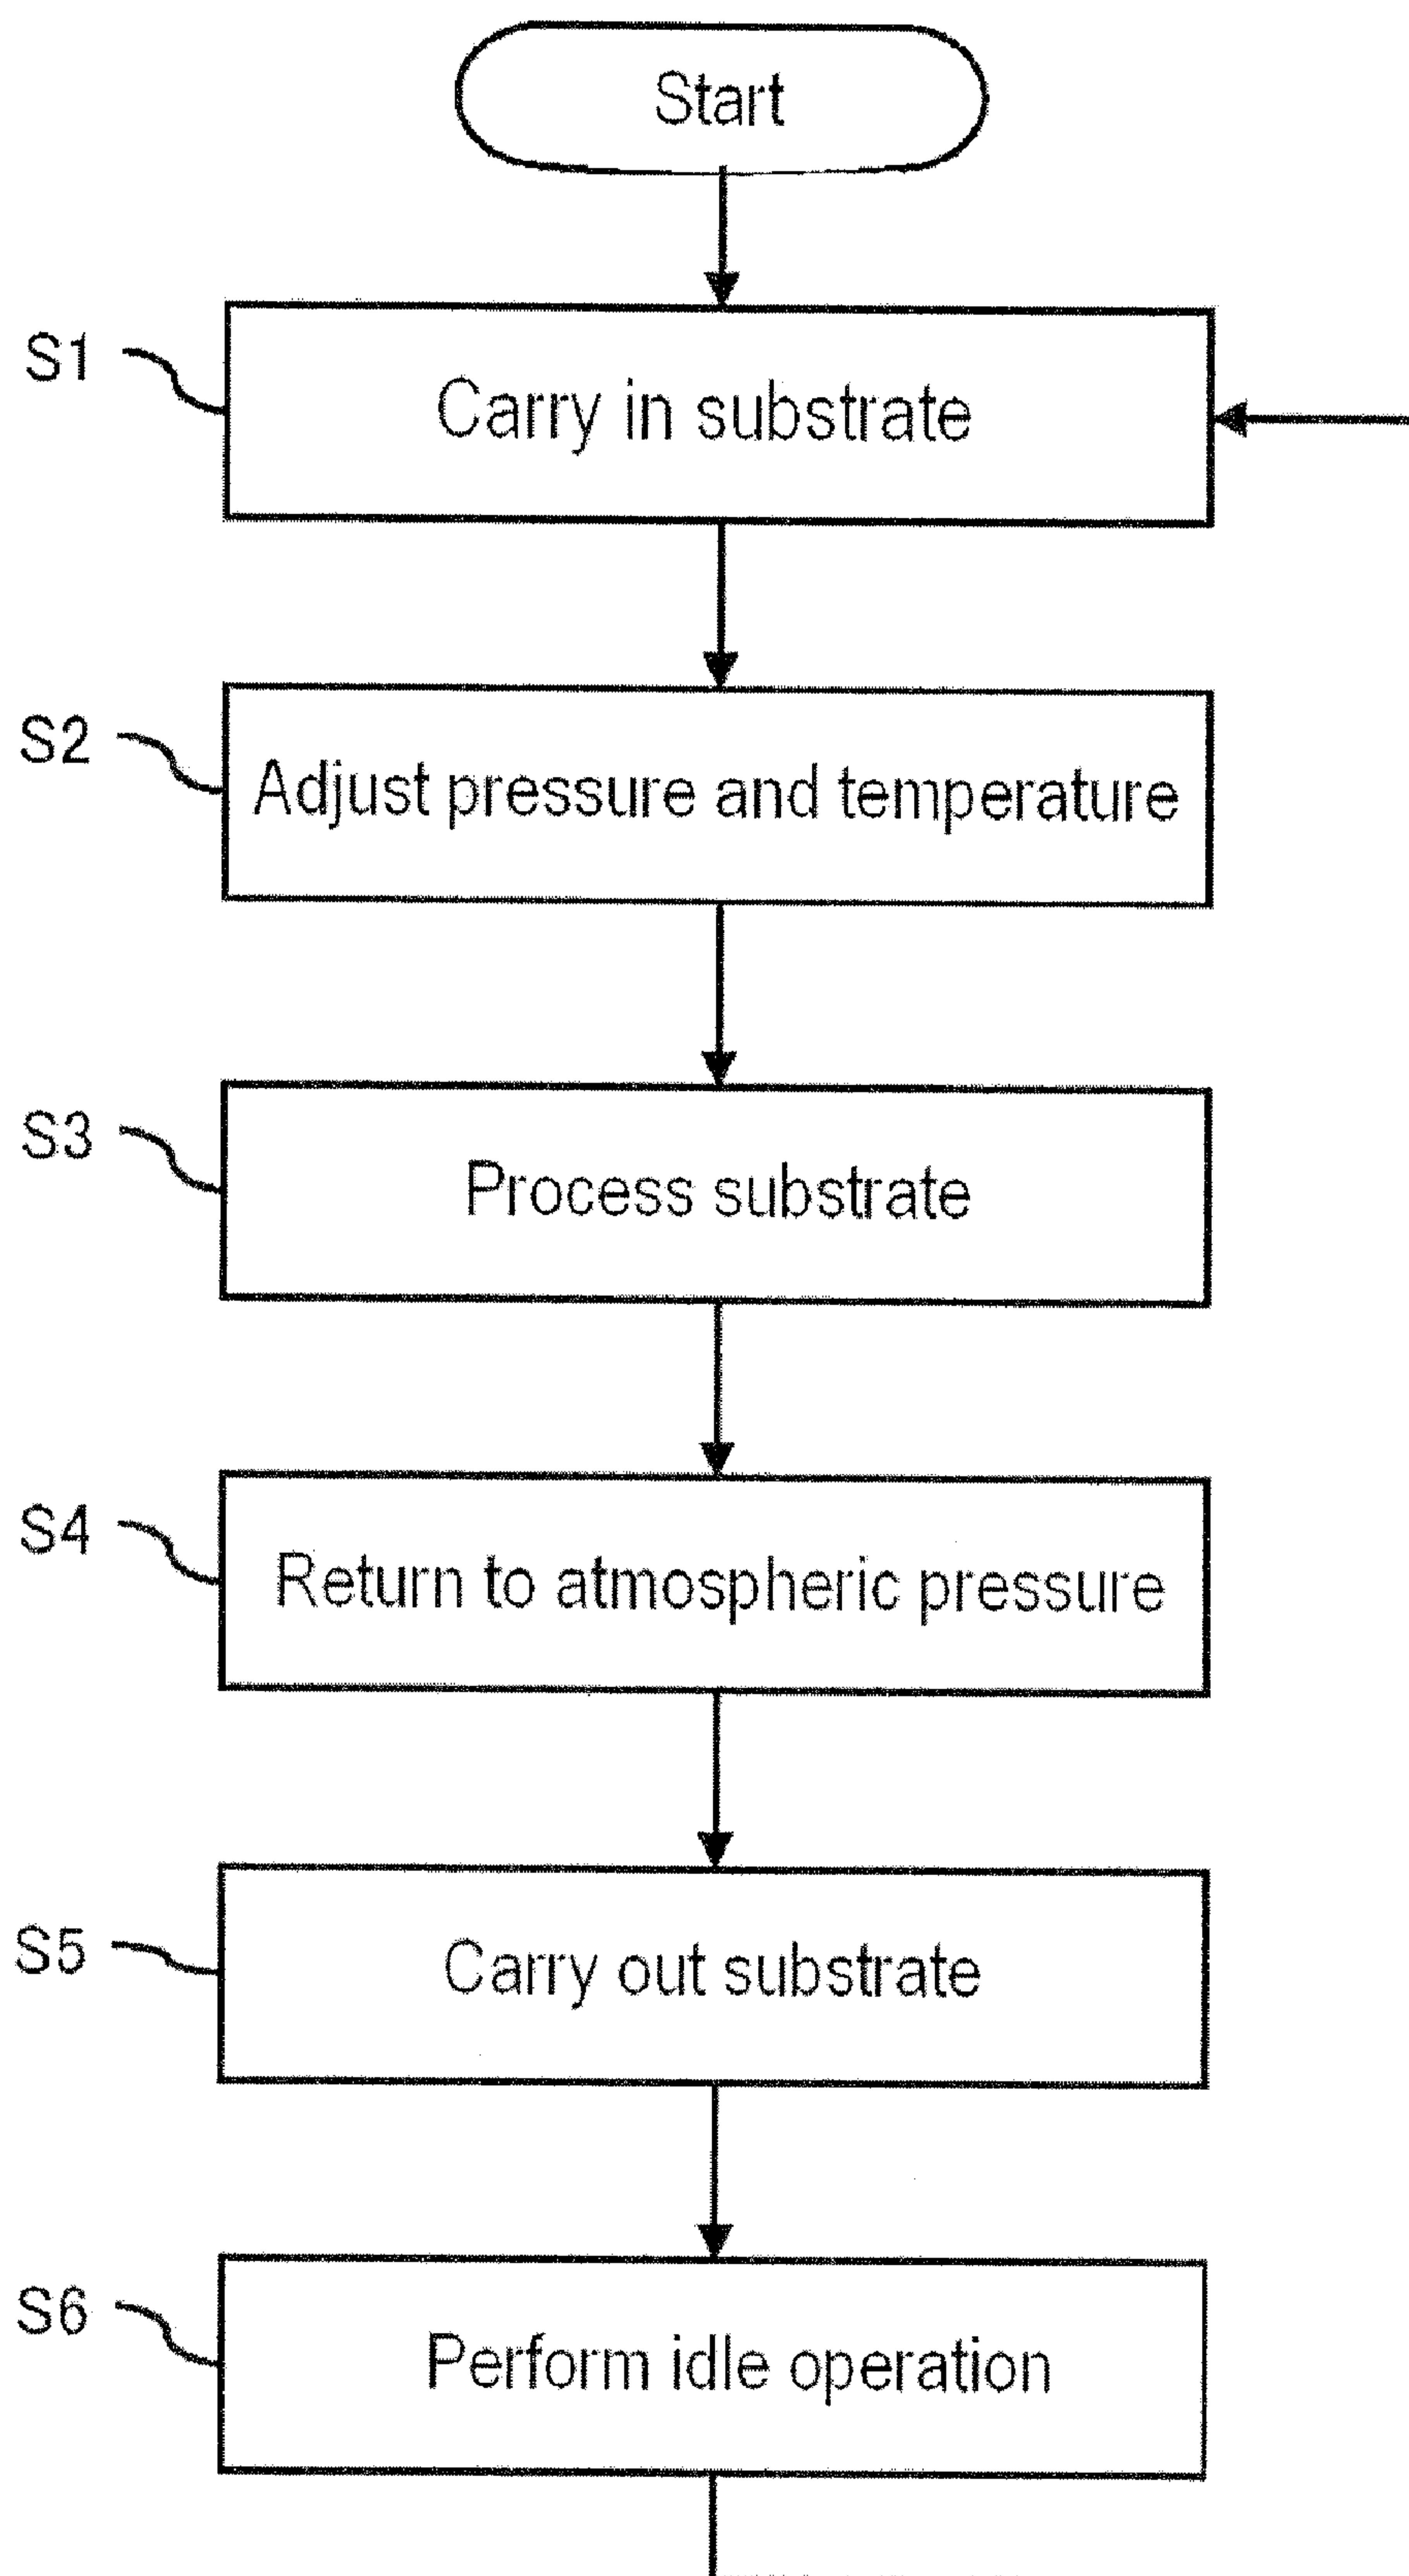 Start
S1
Carry in substrate
S2
Adjust pressure and temperature
S3
Process substrate
S4
Return to atmospheric pressure
S5
Carry out substrate
S6
Perform idle operation